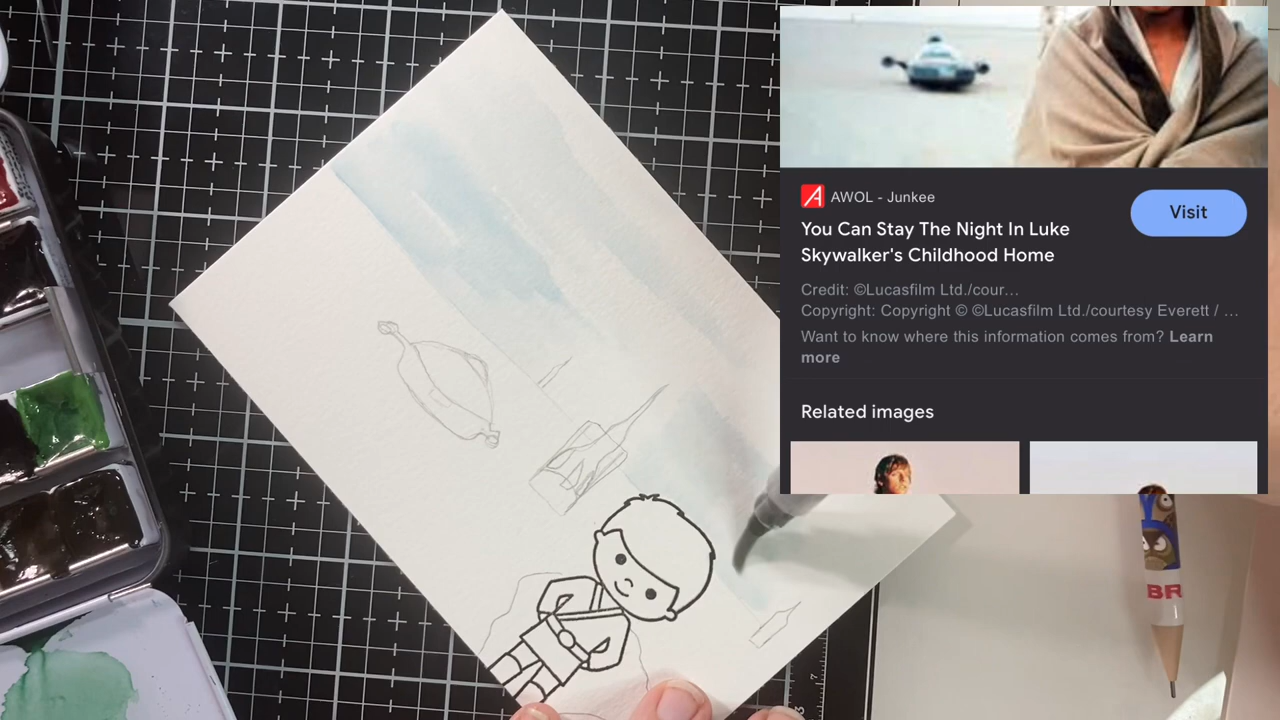 AWOL - Junkee
Visit
You Can Stay The Night In Luke
Skywalker's Childhood Home
Credit: ©Lucasfilm Ltd./cour…
Copyright: Copyright © ©Lucasfilm Ltd./courtesy Everett / …
Want to know where this information comes from? Learn
more
Related images
BR
7